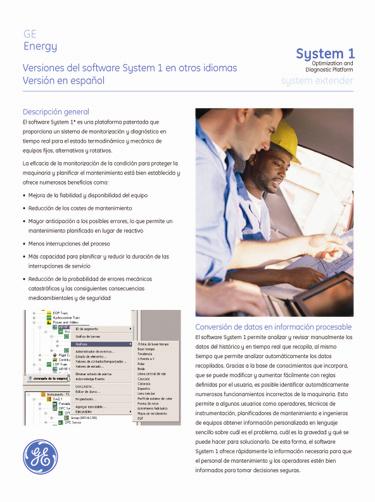 GE
Energy
System 1
Optimization and
Diagnostic Platform
system extender
Versiones del software System 1 en otros idiomas
Versión en español
Descripción general
El software System 1* es una plataforma patentada que
proporciona un sistema de monitorización y diagnóstico en
tiempo real para el estado termodinámico y mecánico de
equipos fijos, alternativos y rotativos.
La eficacia de la monitorización de la condición para proteger la
maquinaria y planificar el mantenimiento está bien establecida y
ofrece numerosos beneficios como:
• Mejora de la fiabilidad y disponibilidad del equipo
• Reducción de los costes de mantenimiento
• Mayor anticipación a los posibles errores, lo que permite un
mantenimiento planificado en lugar de reactivo
• Menos interrupciones del proceso
• Más capacidad para planificar y reducir la duración de las
interrupciones de servicio
• Reducción de la probabilidad de errores mecánicos
catastróficos y las consiguientes consecuencias
medioambientales y de seguridad
Conversión de datos en información procesable
El software System 1 permite analizar y revisar manualmente los
datos del histórico y en tiempo real que recopila, al mismo
tiempo que permite analizar automáticamente los datos
recopilados. Gracias a la base de conocimientos que incorpora,
que se puede modificar y aumentar fácilmente con reglas
definidas por el usuario, es posible identificar automáticamente
numerosos funcionamientos incorrectos de la maquinaria. Esto
permite a algunos usuarios como operadores, técnicos de
instrumentación, planificadores de mantenimiento e ingenieros
de equipos obtener información personalizada en lenguaje
sencillo sobre cuál es el problema, cuál es la gravedad y qué se
puede hacer para solucionarlo. De esta forma, el software
System 1 ofrece rápidamente la información necesaria para que
el personal de mantenimiento y los operadores estén bien
informados para tomar decisiones seguras.